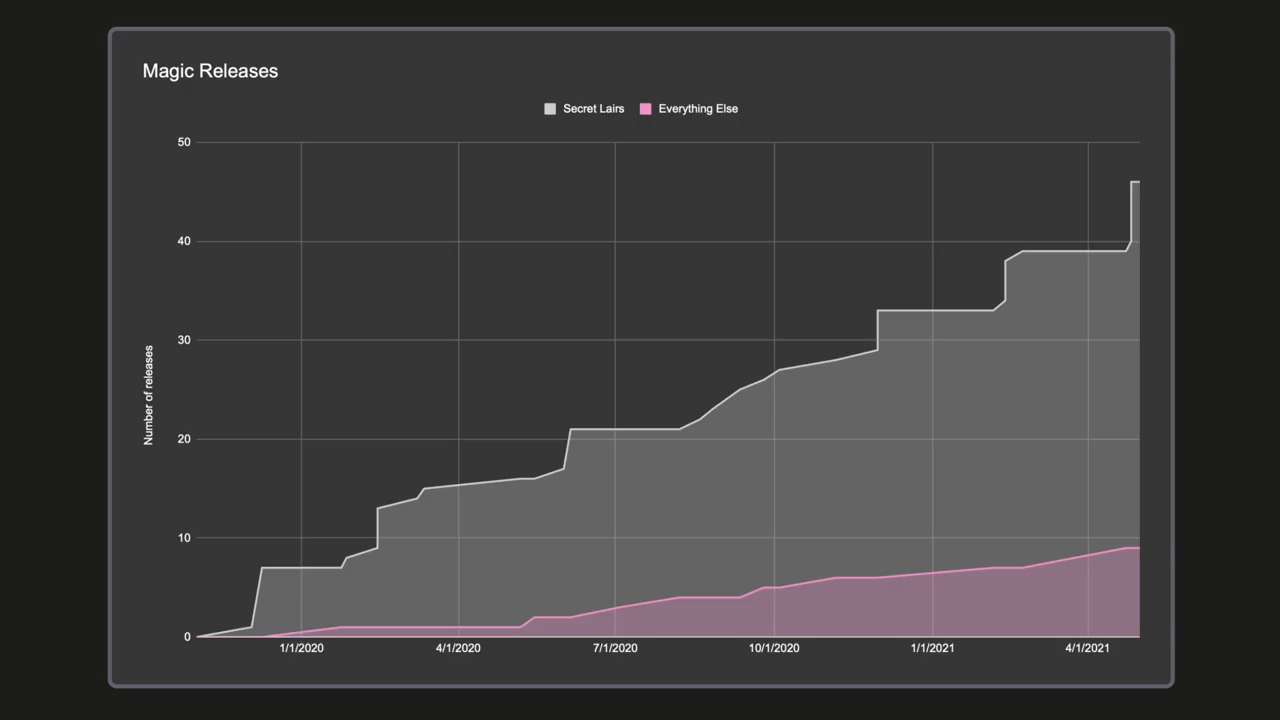 Magic Releases
Secret Lairs Everything Else
50
40
30
20
10
0
Number of releases
1/1/2020 4/1/2020 7/1/2020 10/1/2020 1/1/2021 4/1/2021